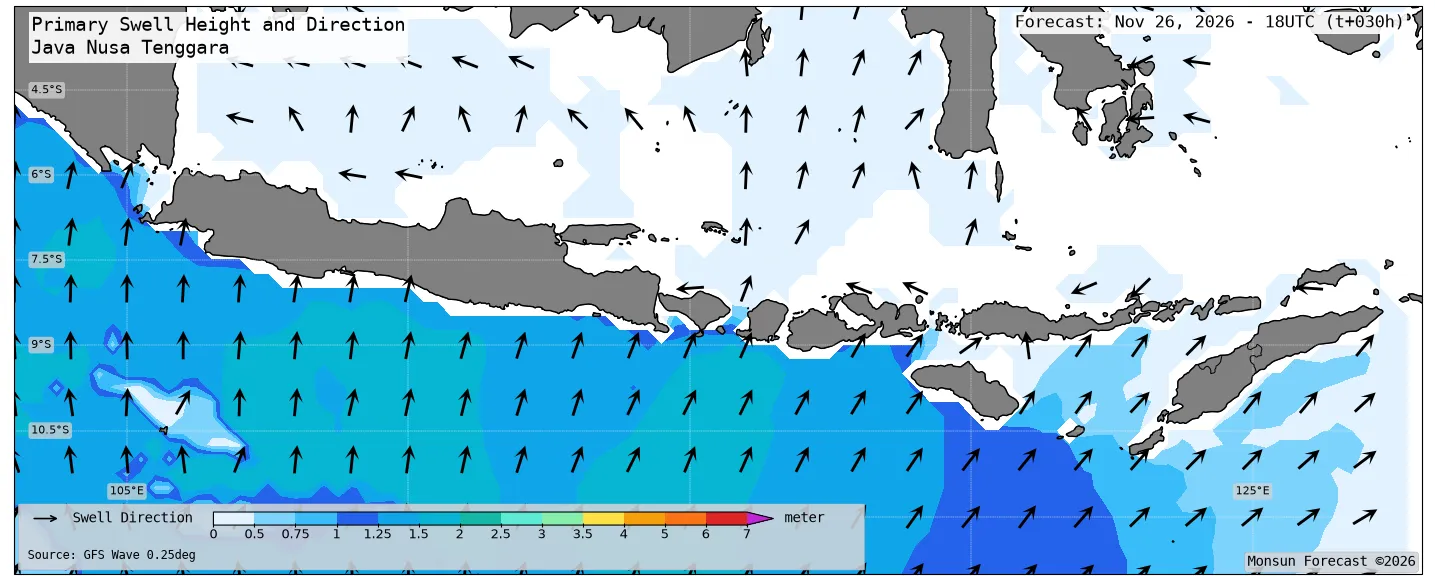 Primary Swell Height and Direction
Java Nusa Tenggara
Forecast: Nov 26, 2026 - 18UTC (t+030h)
4.5°S
6°S
7.5°S
9°S
10.5°S
105°E
125°E
Swell Direction
0 0.5 0.75 1 1.25 1.5 2 2.5 3 3.5 4 5 6 7
meter
Source: GFS Wave 0.25deg
Monsun Forecast ©2026